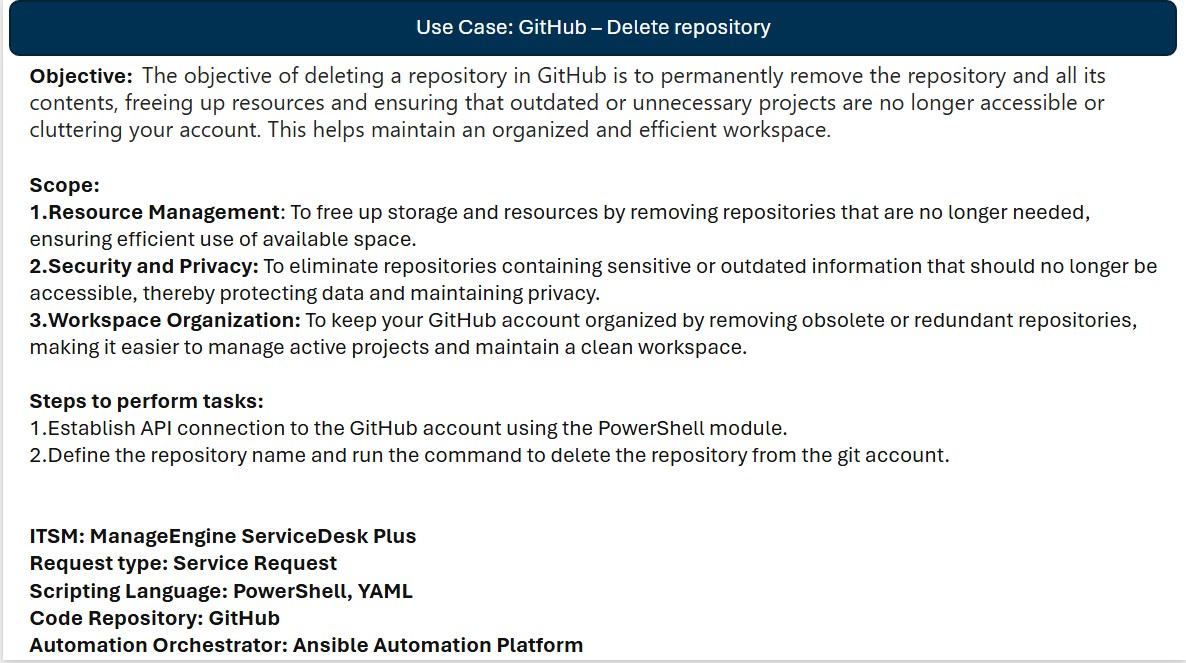 Use Case: GitHub – Delete repository
Objective: The objective of deleting a repository in GitHub is to permanently remove the repository and all its
contents, freeing up resources and ensuring that outdated or unnecessary projects are no longer accessible or
cluttering your account. This helps maintain an organized and efficient workspace.
Scope:
1.Resource Management: To free up storage and resources by removing repositories that are no longer needed,
ensuring efficient use of available space.
2.Security and Privacy: To eliminate repositories containing sensitive or outdated information that should no longer be
accessible, thereby protecting data and maintaining privacy.
3.Workspace Organization: To keep your GitHub account organized by removing obsolete or redundant repositories,
making it easier to manage active projects and maintain a clean workspace.
Steps to perform tasks:
1.Establish API connection to the GitHub account using the PowerShell module.
2.Define the repository name and run the command to delete the repository from the git account.
ITSM: ManageEngine ServiceDesk Plus
Request type: Service Request
Scripting Language: PowerShell, YAML
Code Repository: GitHub
Automation Orchestrator: Ansible Automation Platform